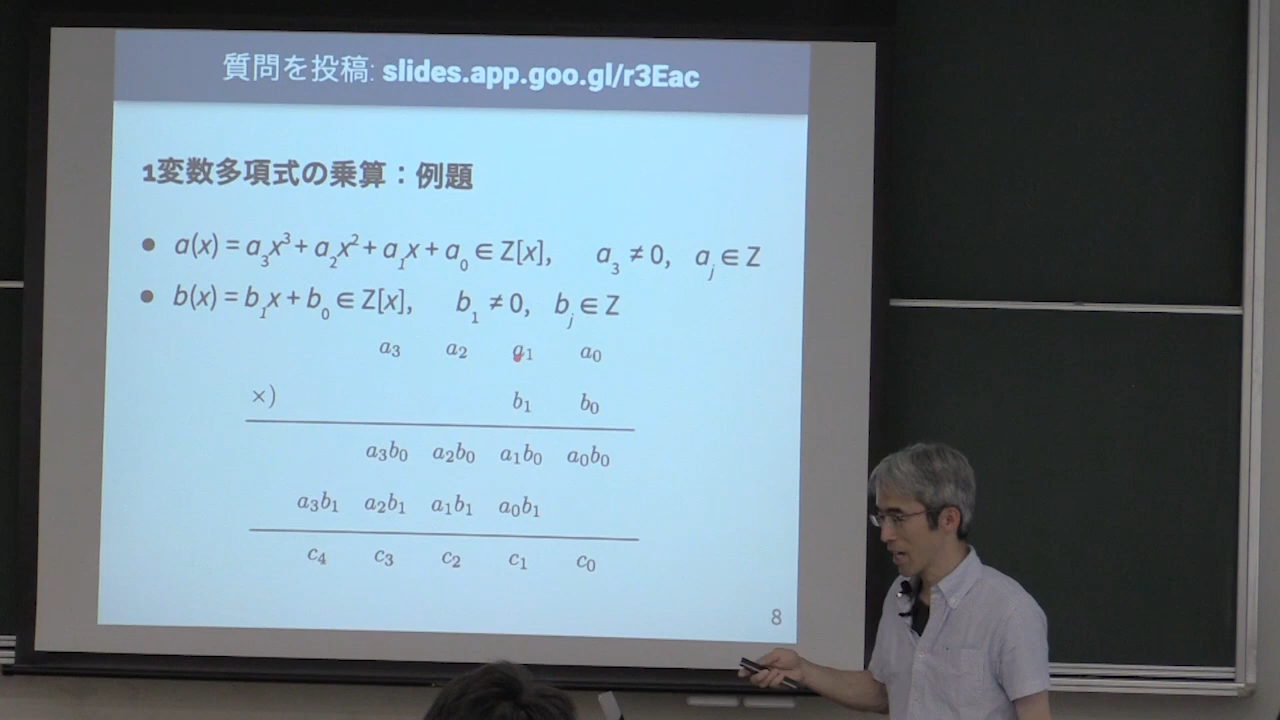 質問を投稿: slides.app.goo.gl/r3Eac
1変数多項式の乗算：例題
● a(x) = a₃x³ + a₂x² + a₁x + a₀ ∈ Z[x], a₃ ≠ 0, aⱼ ∈ Z
● b(x) = b₁x + b₀ ∈ Z[x], b₁ ≠ 0, bⱼ ∈ Z
a₃ a₂ a₁ a₀
×) b₁ b₀
a₃b₀ a₂b₀ a₁b₀ a₀b₀
a₃b₁ a₂b₁ a₁b₁ a₀b₁
c₄ c₃ c₂ c₁ c₀
8